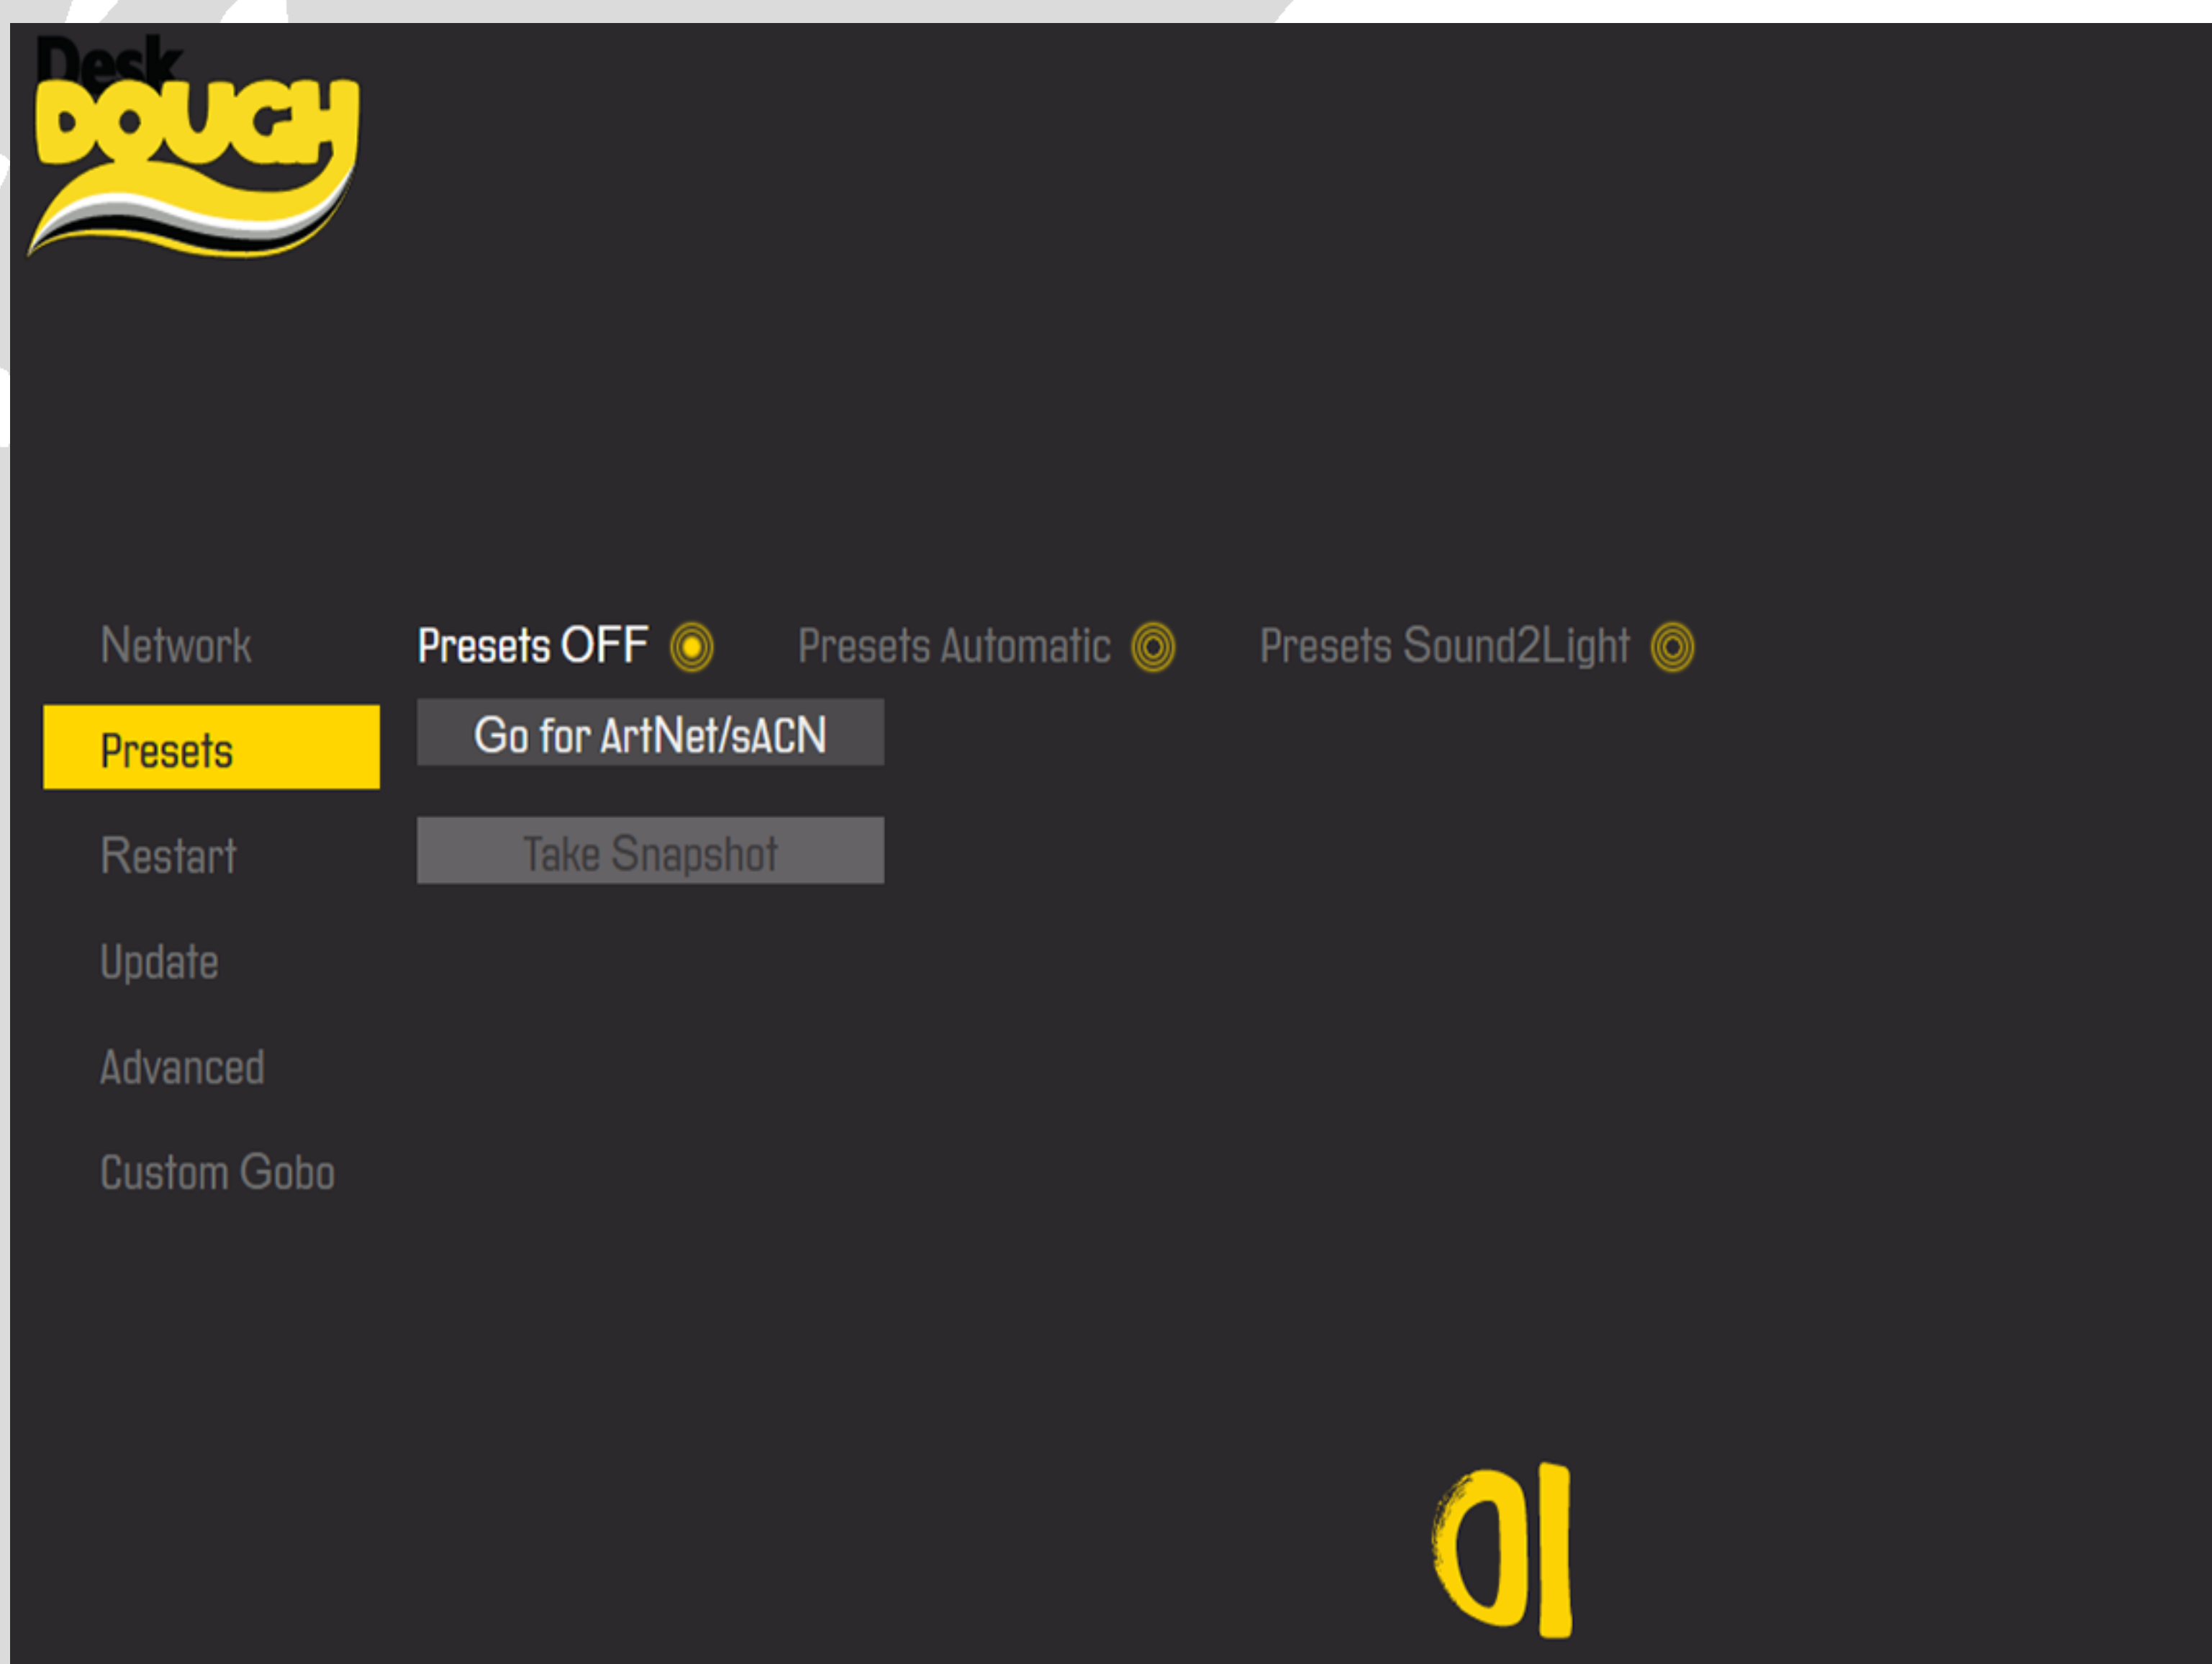 Desk
DOUGH
Network
Presets OFF Presets Automatic Presets Sound2Light
Presets
Go for ArtNet/sACN
Restart
Take Snapshot
Update
Advanced
Custom Gobo